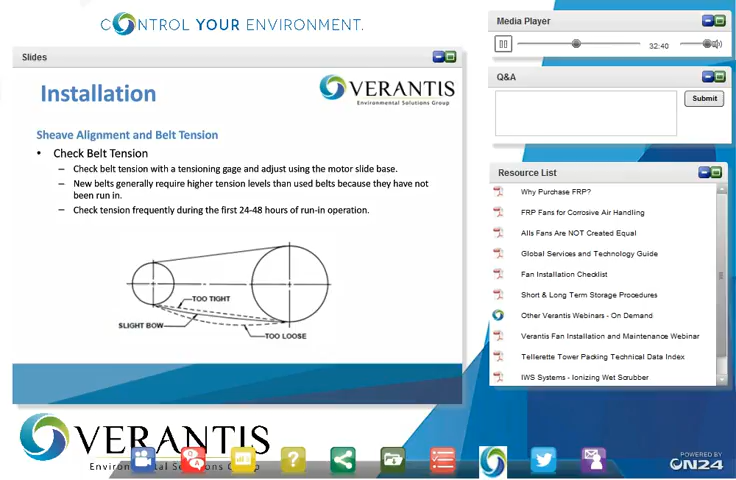 CONTROL YOUR ENVIRONMENT.
Slides
Installation
VERANTIS
Environmental Solutions Group
Sheave Alignment and Belt Tension
• Check Belt Tension
– Check belt tension with a tensioning gage and adjust using the motor slide base.
– New belts generally require higher tension levels than used belts because they have not
been run in.
– Check tension frequently during the first 24-48 hours of run-in operation.
TOO TIGHT
SLIGHT BOW
TOO LOOSE
Media Player
32:40
Q&A
Submit
Resource List
Why Purchase FRP?
FRP Fans for Corrosive Air Handling
Alls Fans Are NOT Created Equal
Global Services and Technology Guide
Fan Installation Checklist
Short & Long Term Storage Procedures
Other Verantis Webinars - On Demand
Verantis Fan Installation and Maintenance Webinar
Tellerette Tower Packing Technical Data Index
IWS Systems - Ionizing Wet Scrubber
VERANTIS
Environmental Solutions Group
Q A
?
POWERED BY
ON24